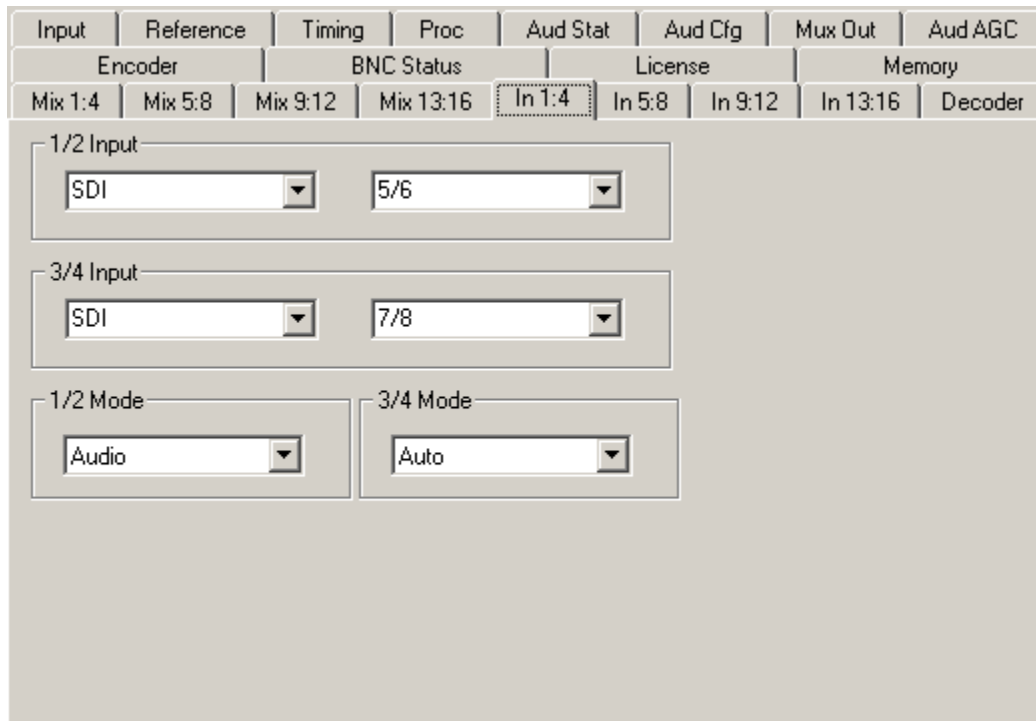 Input Reference Timing Proc Aud Stat Aud Cfg Mux Out Aud AGC
Encoder BNC Status License Memory
Mix 1:4 Mix 5:8 Mix 9:12 Mix 13:16 In 1:4 In 5:8 In 9:12 In 13:16 Decoder
1/2 Input
SDI 5/6
3/4 Input
SDI 7/8
1/2 Mode 3/4 Mode
Audio Auto